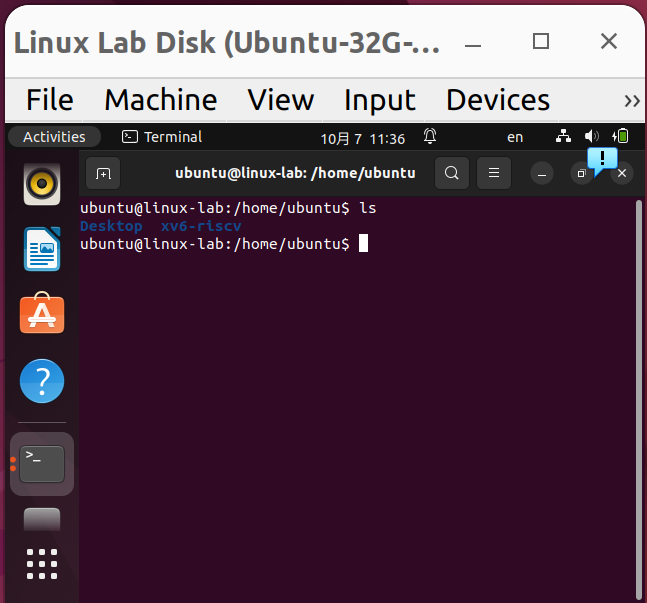 Linux Lab Disk (Ubuntu-32G-...
File Machine View Input Devices »
Activities Terminal 10月 7 11:36 en
ubuntu@linux-lab: /home/ubuntu
ubuntu@linux-lab:/home/ubuntu$ ls
Desktop xv6-riscv
ubuntu@linux-lab:/home/ubuntu$